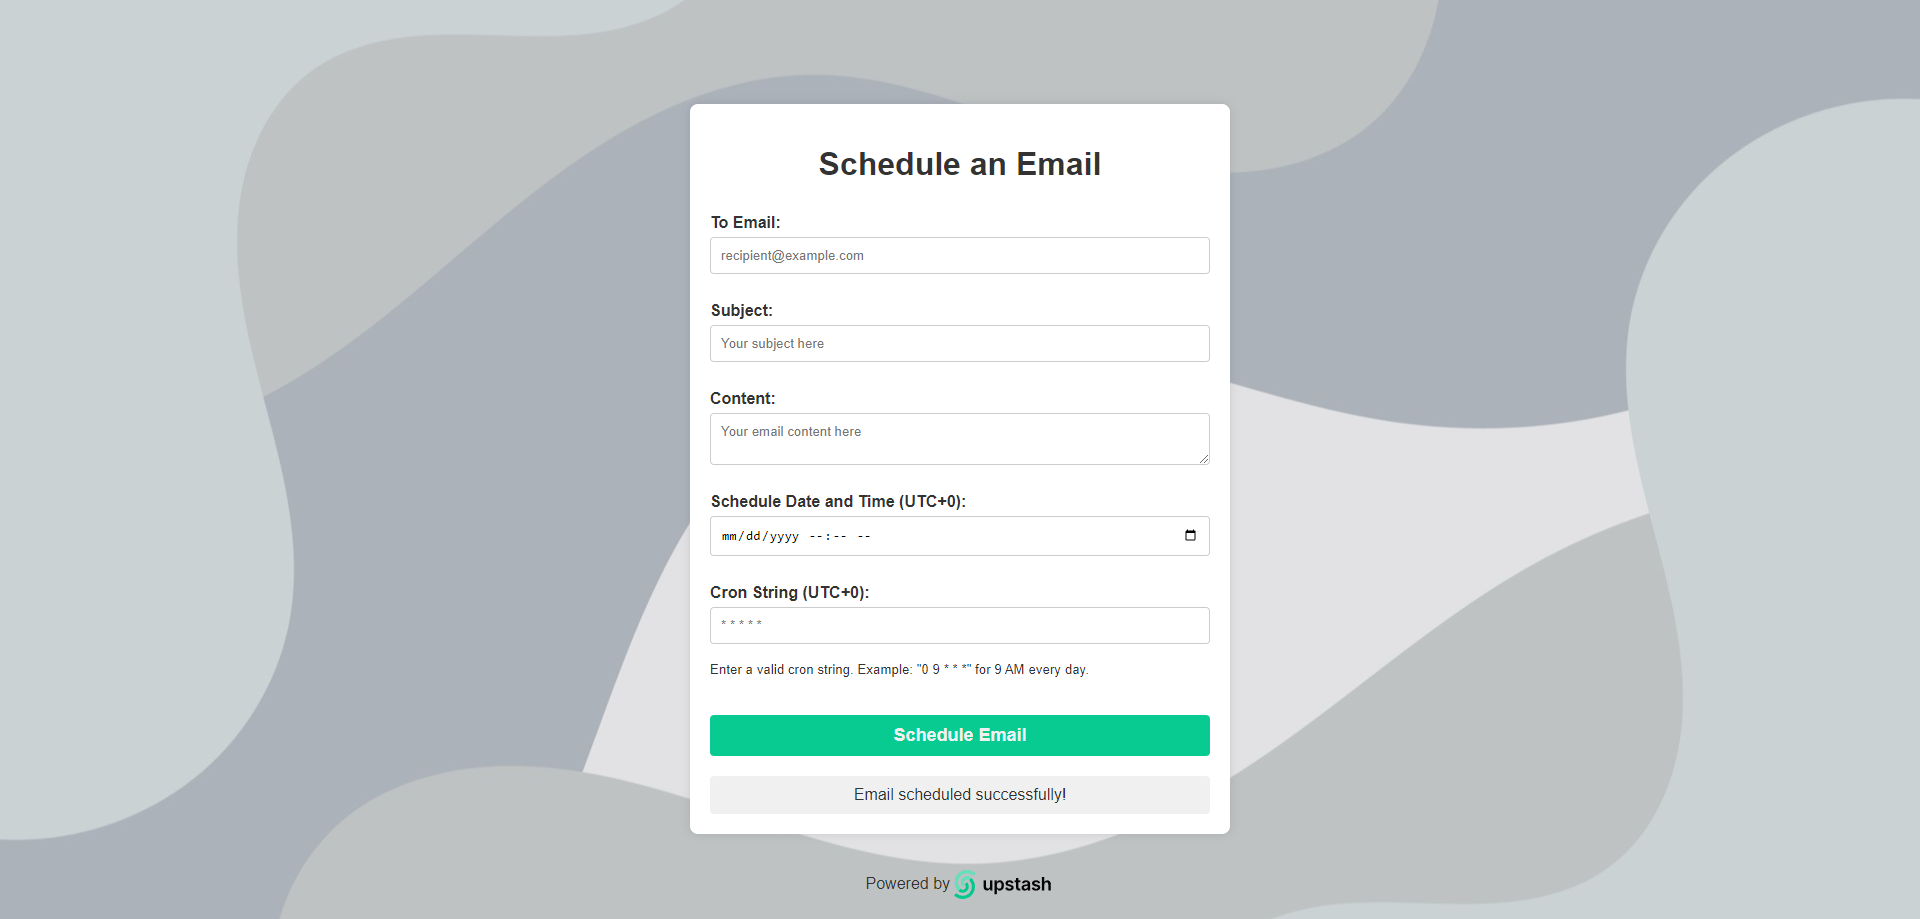 Schedule an Email
To Email:
recipient@example.com
Subject:
Your subject here
Content:
Your email content here
Schedule Date and Time (UTC+0):
mm/dd/yyyy --:-- --
Cron String (UTC+0):
* * * * *
Enter a valid cron string. Example: "0 9 * * *" for 9 AM every day.
Schedule Email
Email scheduled successfully!
Powered by upstash